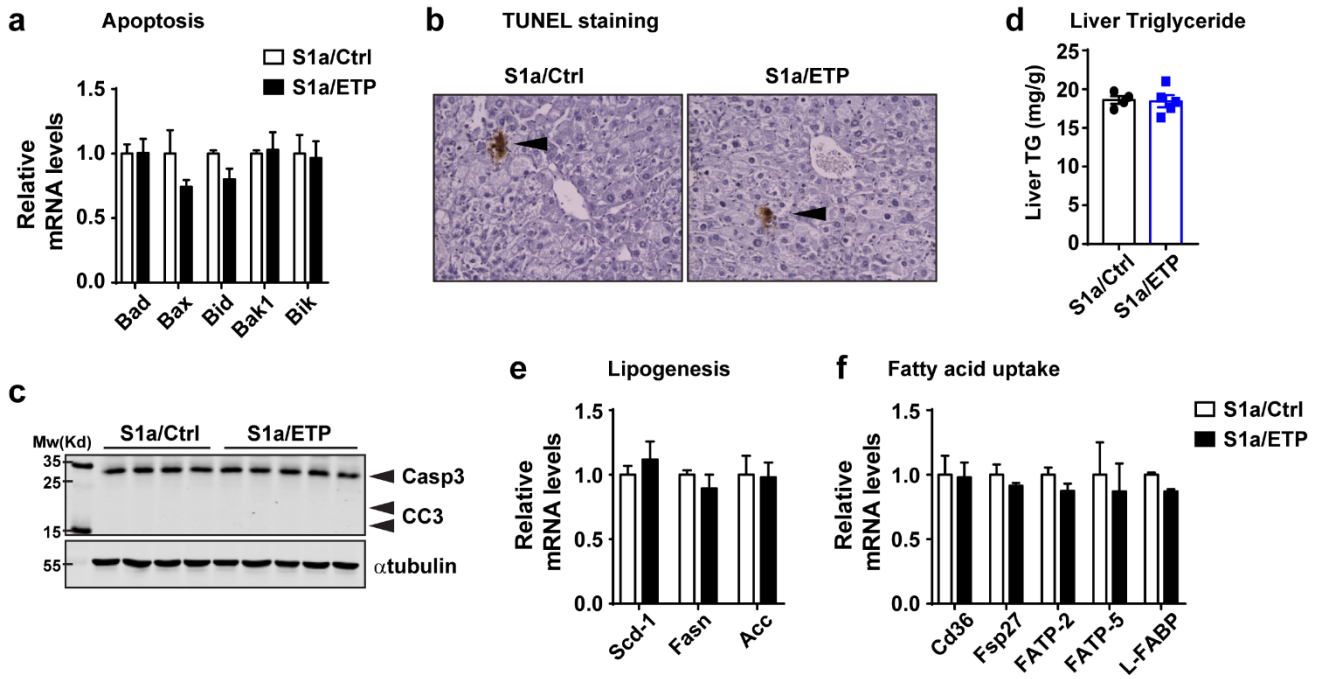 a Apoptosis
S1a/Ctrl
S1a/ETP
Relative
mRNA levels
1.5
1.0
0.5
0.0
Bad
Bax
Bid
Bak1
Bik
b TUNEL staining
S1a/Ctrl
S1a/ETP
d Liver Triglyceride
Liver TG (mg/g)
25
20
15
10
5
0
S1a/Ctrl
S1a/ETP
c
Mw(Kd)
S1a/Ctrl
S1a/ETP
35
25
15
55
Casp3
CC3
αtubulin
e Lipogenesis
Relative
mRNA levels
1.5
1.0
0.5
0.0
Scd-1
Fasn
Acc
f Fatty acid uptake
Relative
mRNA levels
1.5
1.0
0.5
0.0
Cd36
Fsp27
FATP-2
FATP-5
L-FABP
S1a/Ctrl
S1a/ETP